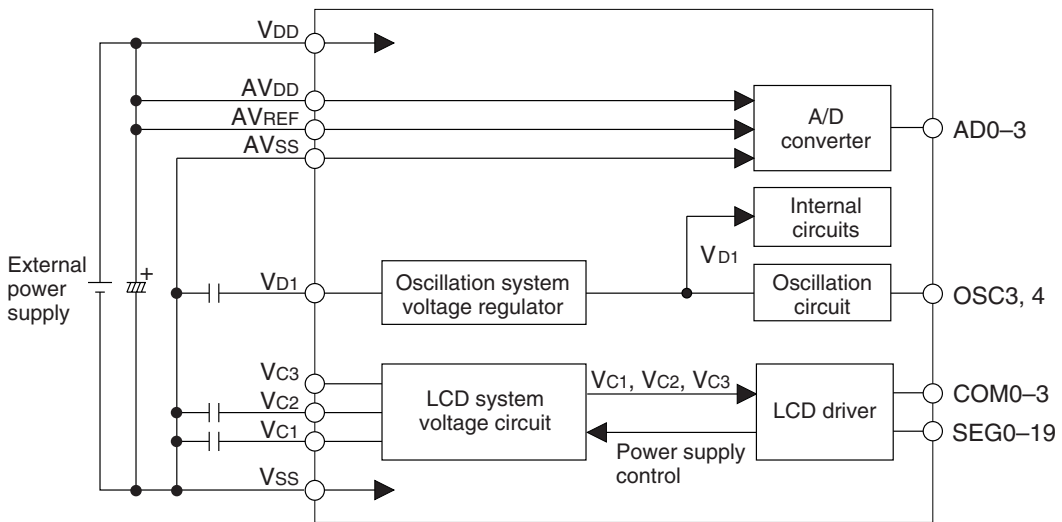 VDD
AVDD
AVREF
AVSS
A/D
converter
AD0–3
Internal
circuits
VD1
External
power
supply
+
VD1
Oscillation system
voltage regulator
Oscillation
circuit
OSC3, 4
VC3
VC2
VC1
LCD system
voltage circuit
VC1, VC2, VC3
Power supply
control
LCD driver
COM0–3
SEG0–19
VSS